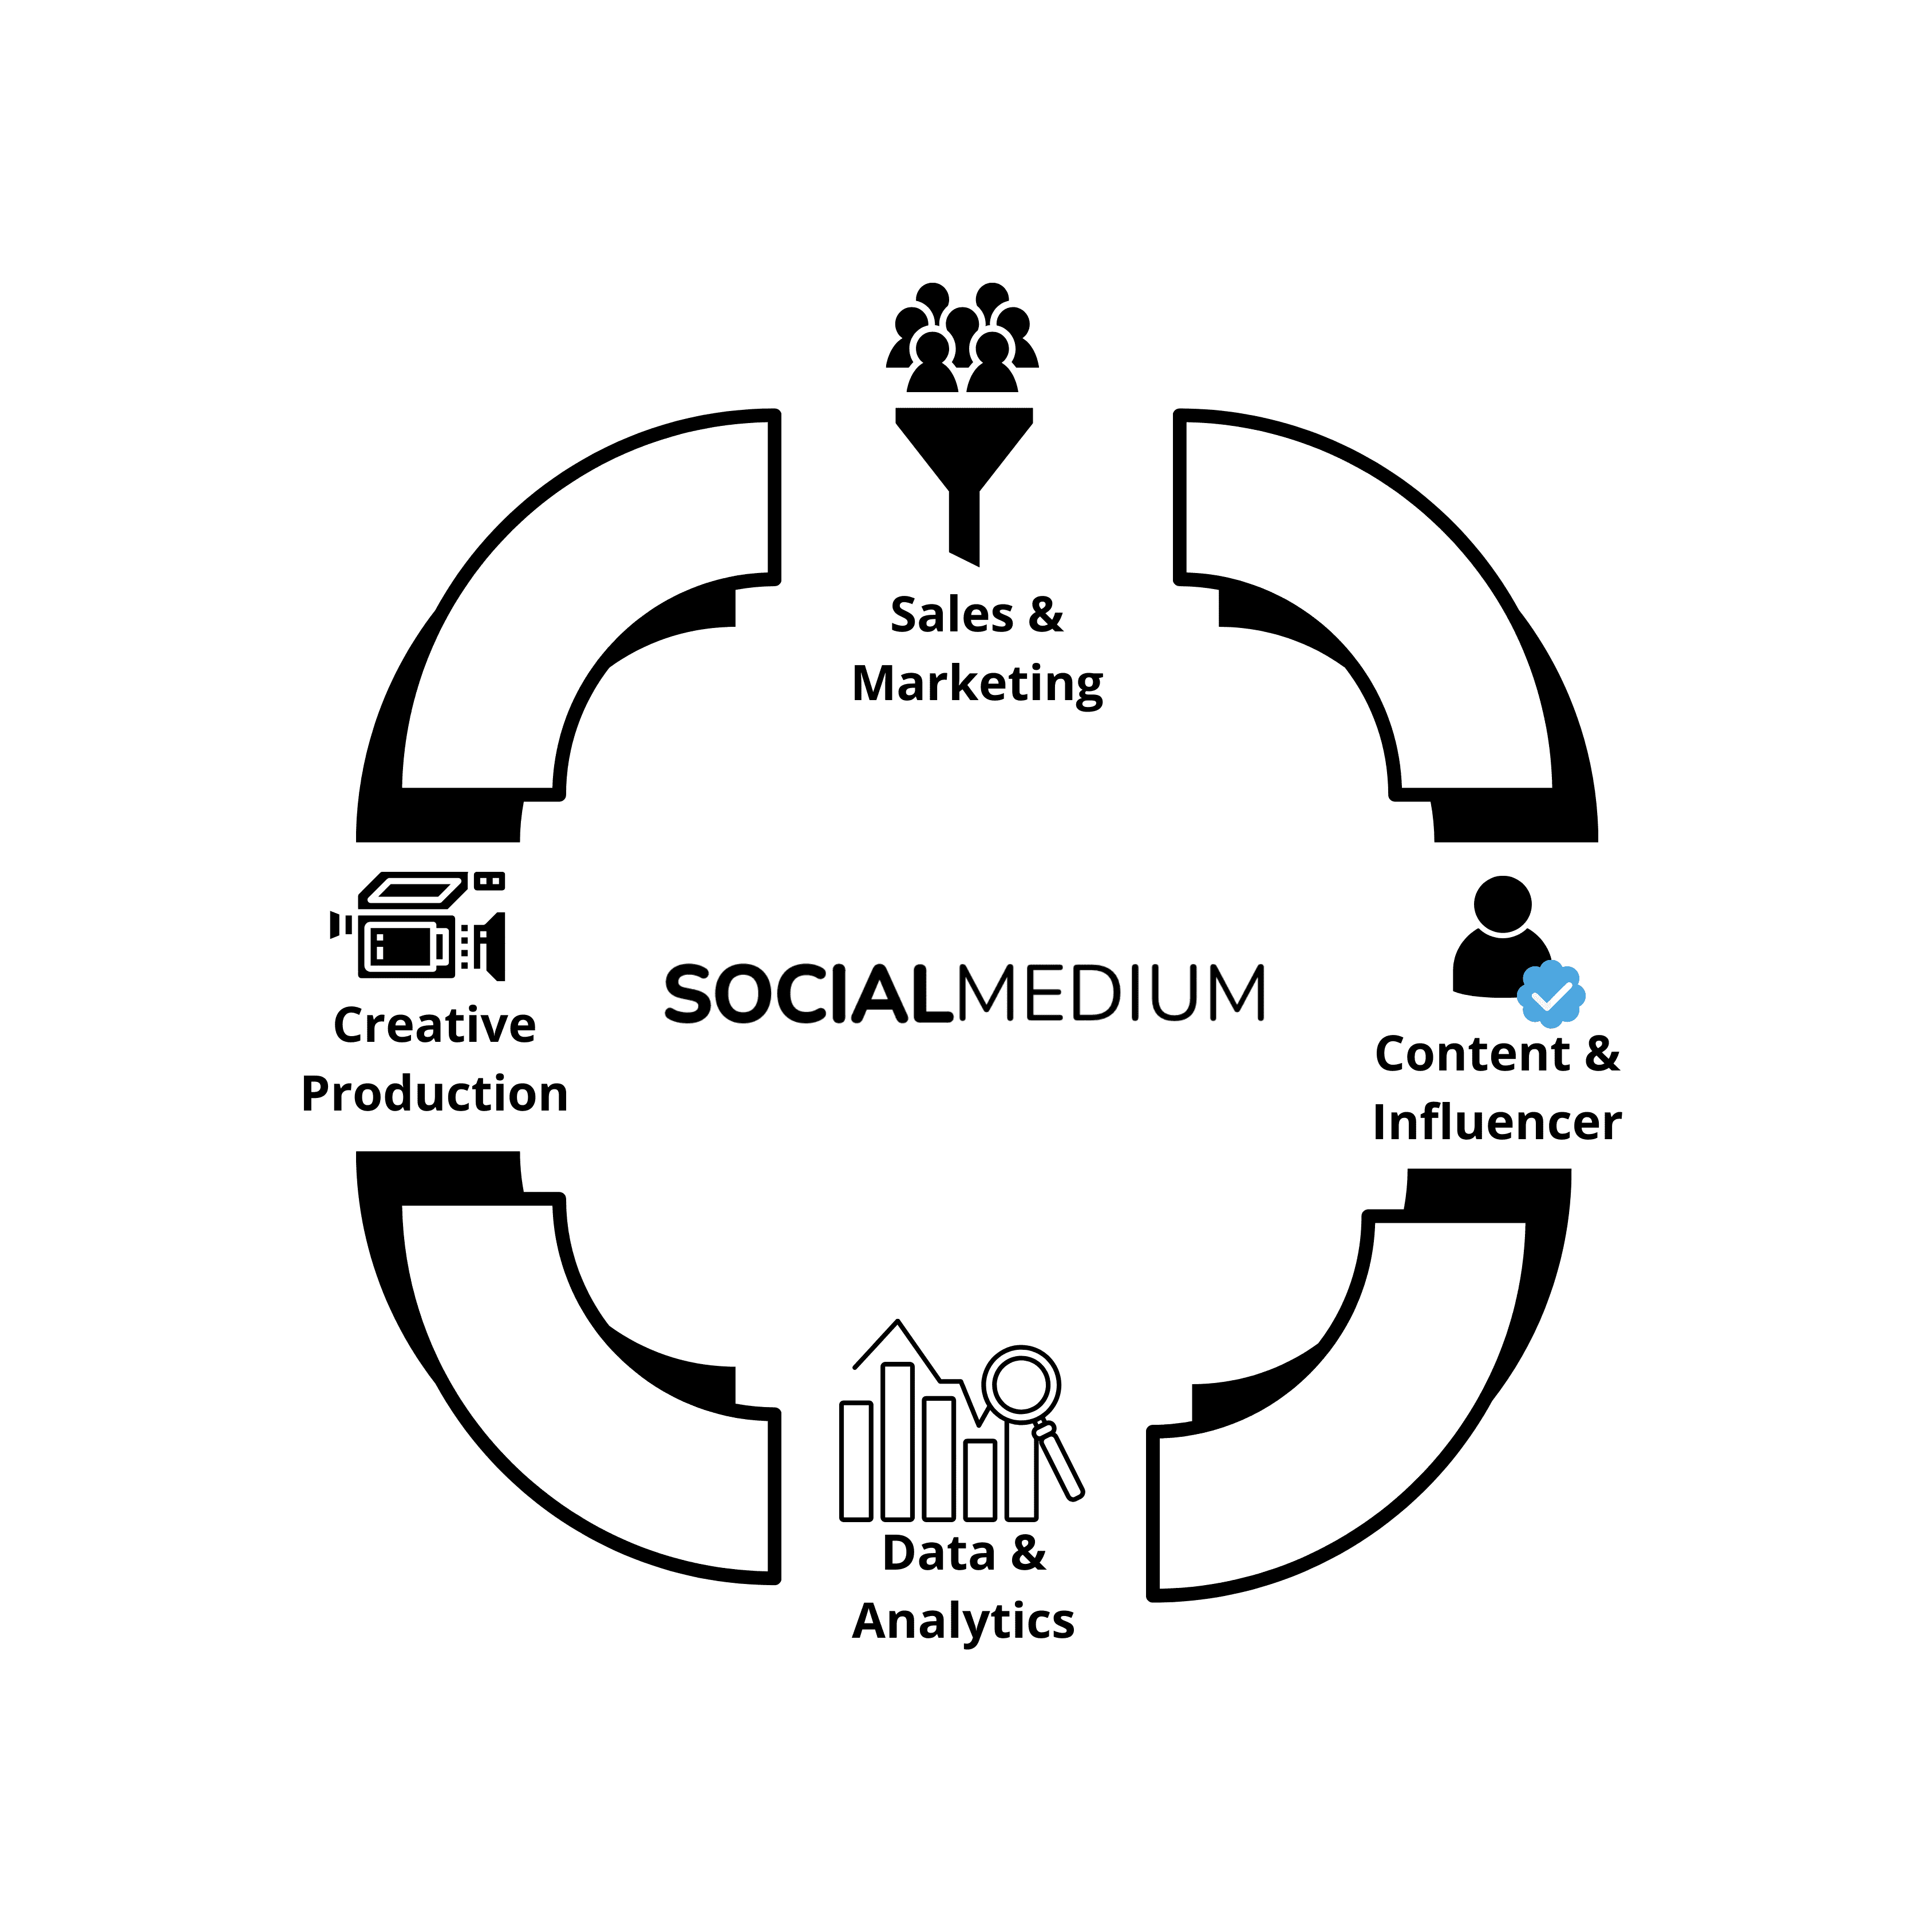 Sales &
Marketing
Creative
Production
SOCIALMEDIUM
Content &
Influencer
Data &
Analytics